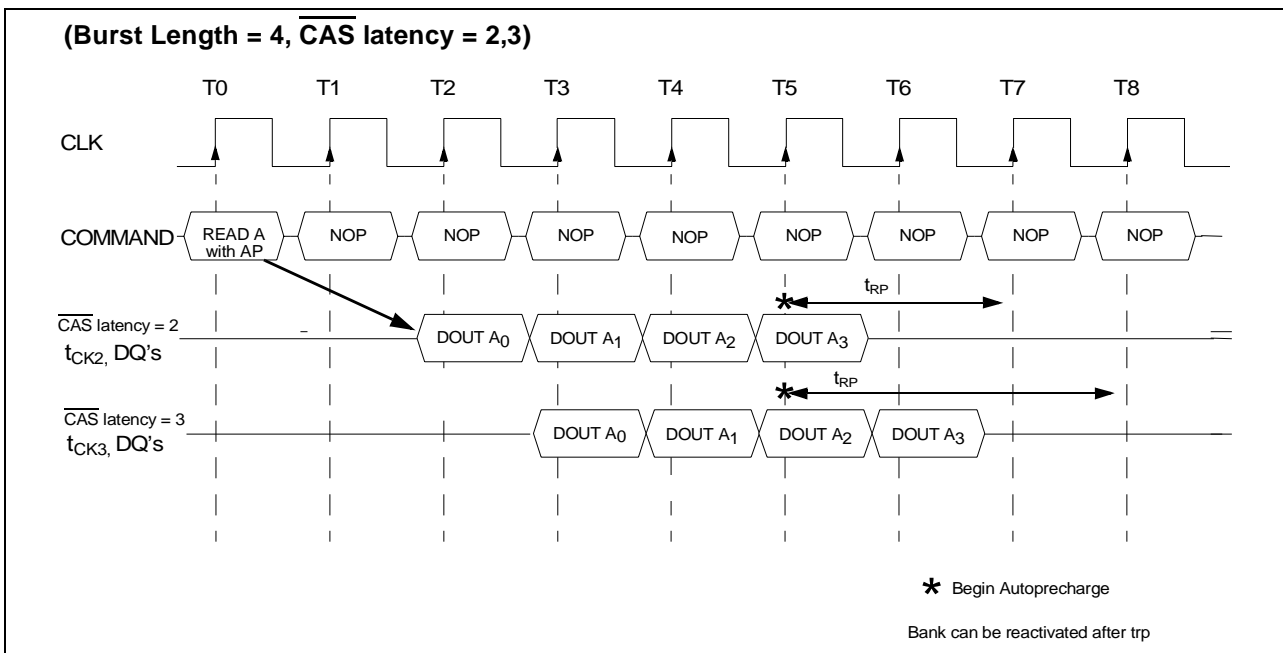 (Burst Length = 4, CAS latency = 2,3)
T0 T1 T2 T3 T4 T5 T6 T7 T8
CLK
COMMAND READ A with AP NOP NOP NOP NOP NOP NOP NOP NOP
* tRP
CAS latency = 2
tCK2, DQ's DOUT A0 DOUT A1 DOUT A2 DOUT A3
* tRP
CAS latency = 3
tCK3, DQ's DOUT A0 DOUT A1 DOUT A2 DOUT A3
* Begin Autoprecharge
Bank can be reactivated after trp